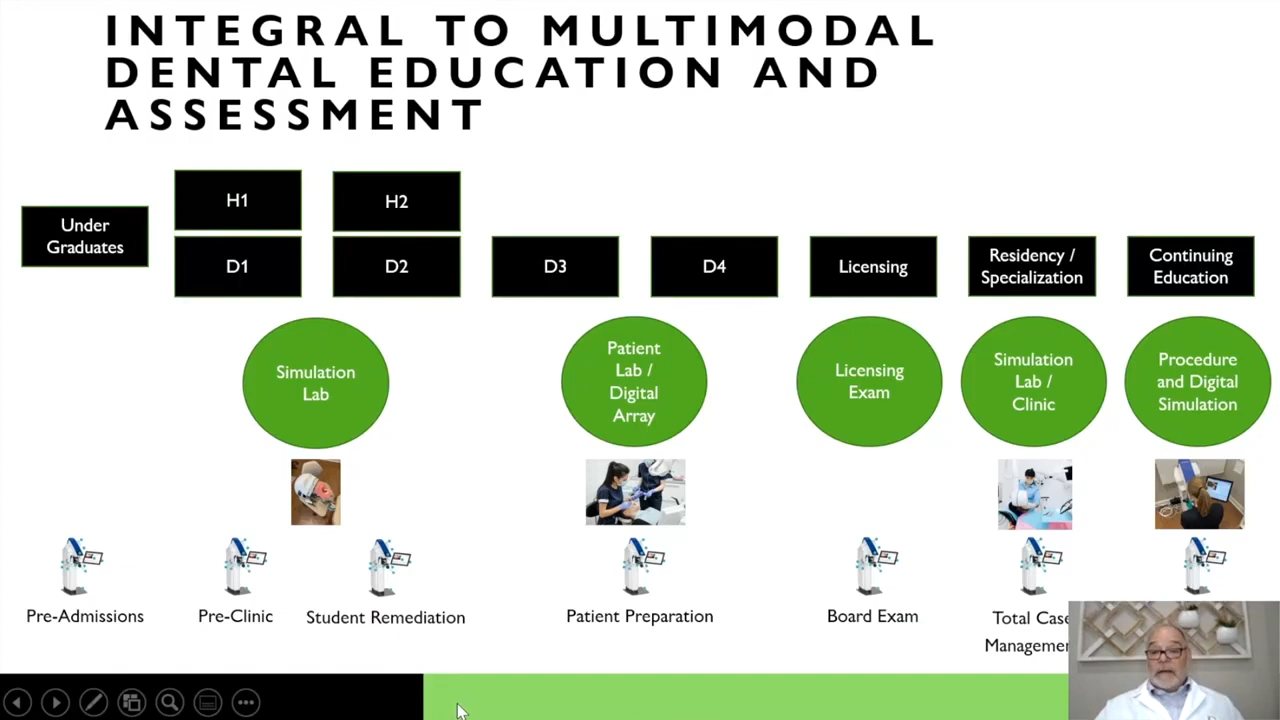 INTEGRAL TO MULTIMODAL
DENTAL EDUCATION AND
ASSESSMENT
Under
Graduates
H1
H2
D1
D2
D3
D4
Licensing
Residency /
Specialization
Continuing
Education
Simulation
Lab
Patient
Lab /
Digital
Array
Licensing
Exam
Simulation
Lab /
Clinic
Procedure
and Digital
Simulation
Pre-Admissions
Pre-Clinic
Student Remediation
Patient Preparation
Board Exam
Total Case